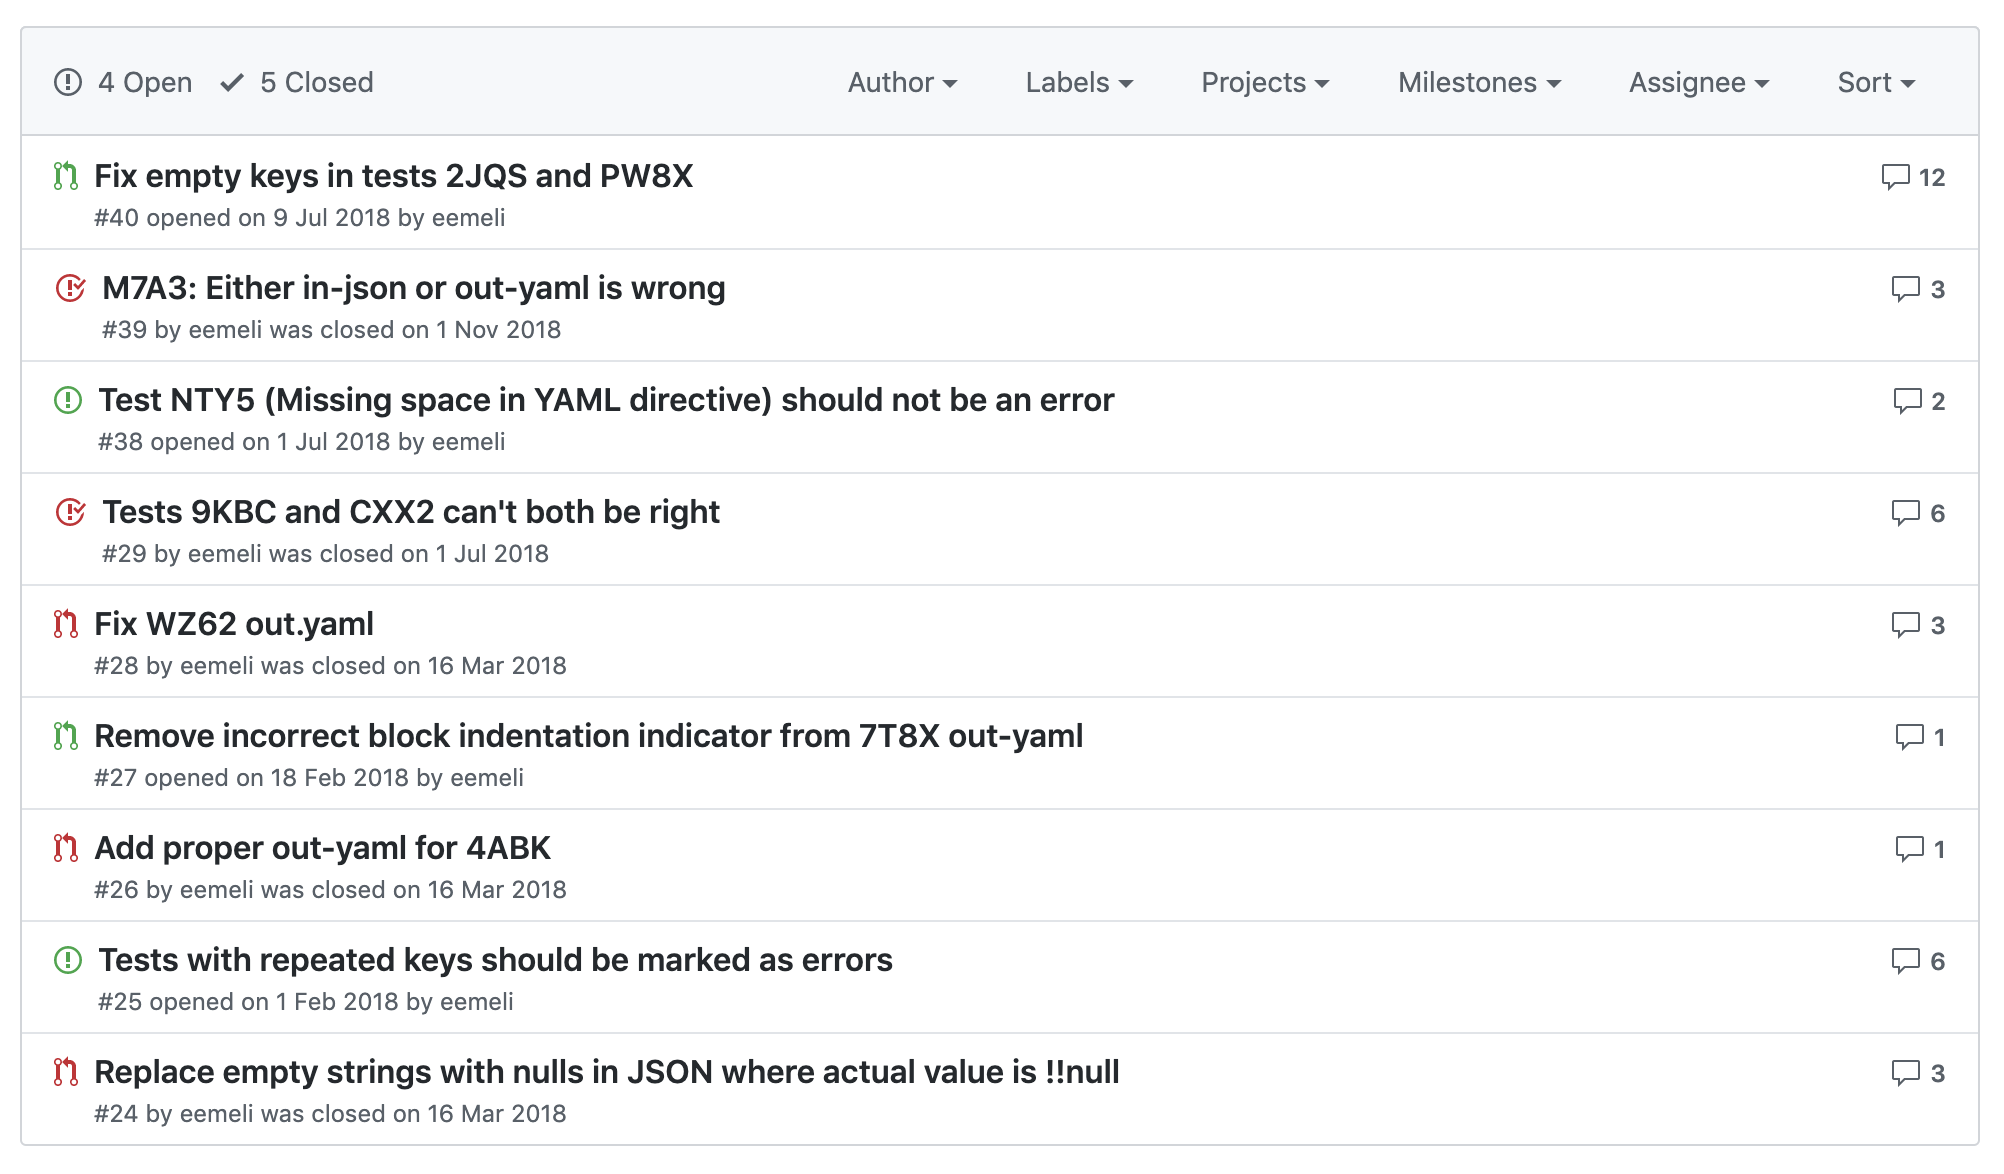 4 Open 5 Closed Author Labels Projects Milestones Assignee Sort
Fix empty keys in tests 2JQS and PW8X 12
#40 opened on 9 Jul 2018 by eemeli
M7A3: Either in-json or out-yaml is wrong 3
#39 by eemeli was closed on 1 Nov 2018
Test NTY5 (Missing space in YAML directive) should not be an error 2
#38 opened on 1 Jul 2018 by eemeli
Tests 9KBC and CXX2 can't both be right 6
#29 by eemeli was closed on 1 Jul 2018
Fix WZ62 out.yaml 3
#28 by eemeli was closed on 16 Mar 2018
Remove incorrect block indentation indicator from 7T8X out-yaml 1
#27 opened on 18 Feb 2018 by eemeli
Add proper out-yaml for 4ABK 1
#26 by eemeli was closed on 16 Mar 2018
Tests with repeated keys should be marked as errors 6
#25 opened on 1 Feb 2018 by eemeli
Replace empty strings with nulls in JSON where actual value is !!null 3
#24 by eemeli was closed on 16 Mar 2018